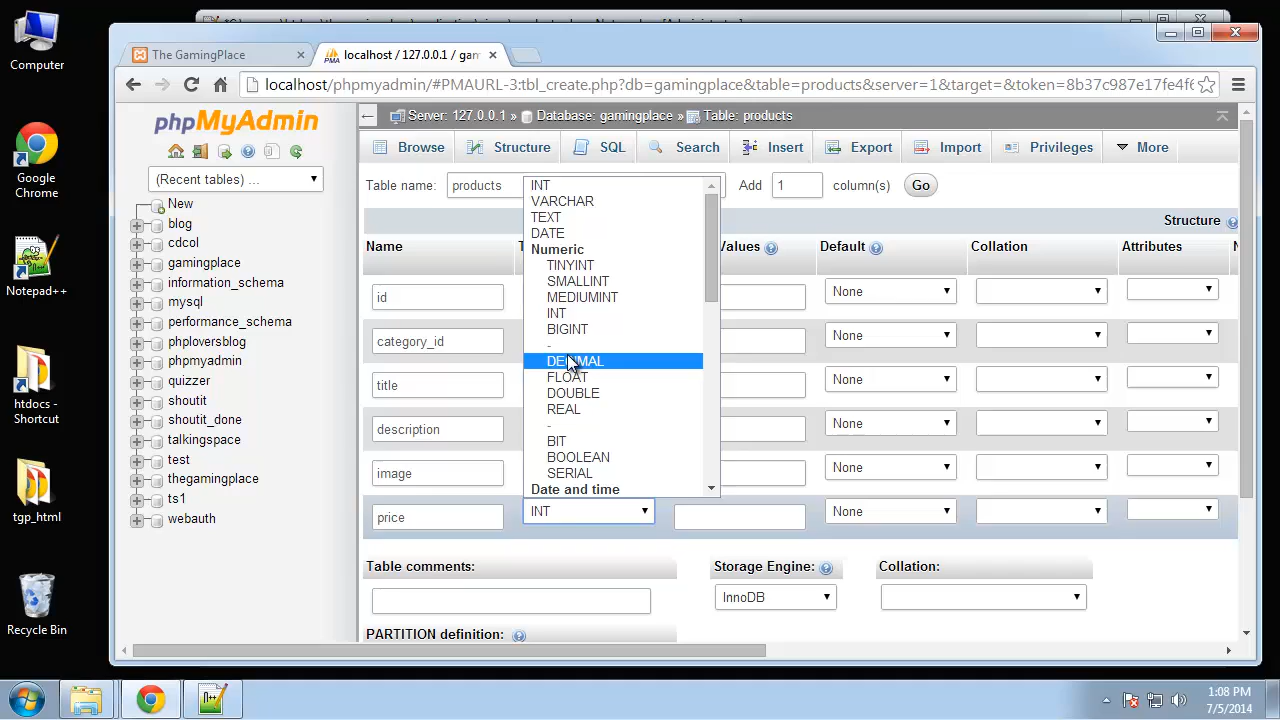 Computer
Google
Chrome
Notepad++
htdocs -
Shortcut
tgp_html
Recycle Bin
The GamingPlace
localhost / 127.0.0.1 / gam
localhost/phpmyadmin/#PMAURL-3:tbl_create.php?db=gamingplace&table=products&server=1&target=&token=8b37c987e17fe4f6
phpMyAdmin
(Recent tables) ...
New
blog
cdcol
gamingplace
information_schema
mysql
performance_schema
phploversblog
phpmyadmin
quizzer
shoutit
shoutit_done
talkingspace
test
thegamingplace
ts1
webauth
Server: 127.0.0.1 » Database: gamingplace » Table: products
Browse Structure SQL Search Insert Export Import Privileges More
Table name: products Add 1 column(s) Go
Structure
Name Values Default Collation Attributes
id None
category_id None
title None
description None
image None
price INT None
INT
VARCHAR
TEXT
DATE
Numeric
TINYINT
SMALLINT
MEDIUMINT
INT
BIGINT
-
DECIMAL
FLOAT
DOUBLE
REAL
-
BIT
BOOLEAN
SERIAL
Date and time
Table comments: Storage Engine: Collation:
InnoDB
PARTITION definition:
1:08 PM
7/5/2014